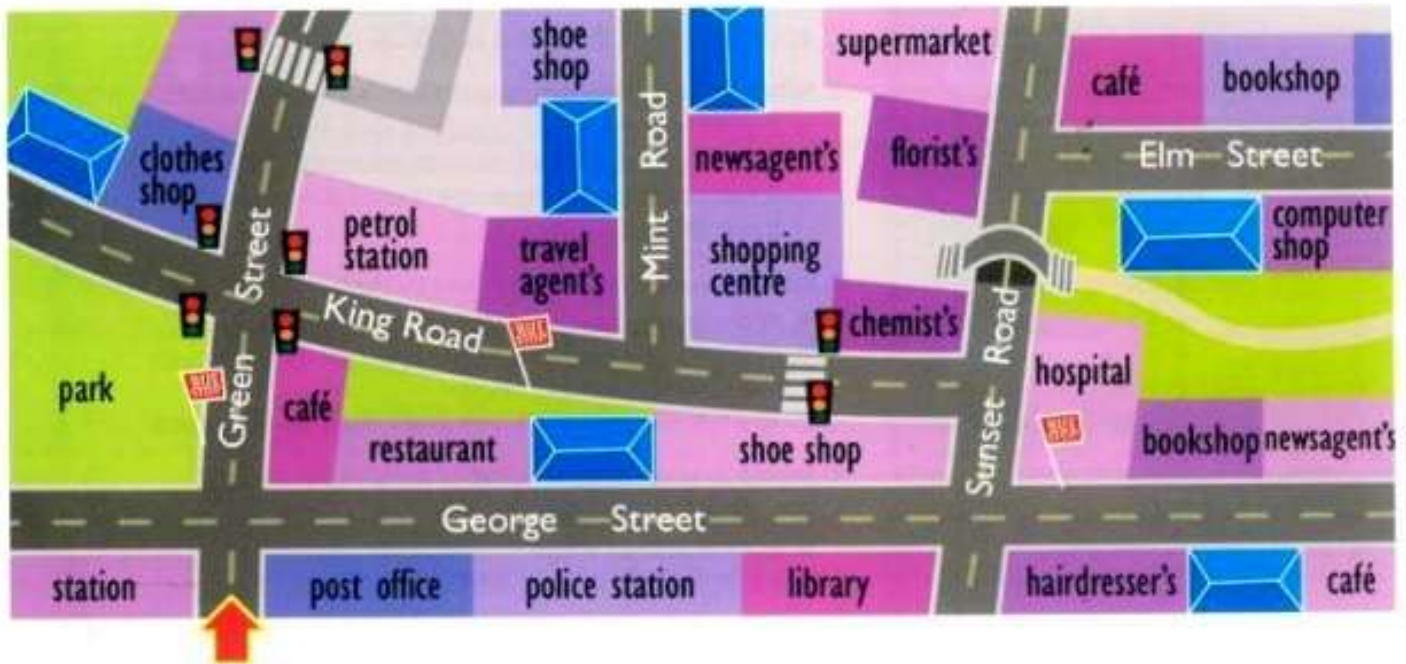 shoe
shop
supermarket
café
bookshop
clothes
shop
Mint Road
newsagent's
florist's
Elm Street
petrol
station
travel
agent's
shopping
centre
computer
shop
Green Street
King Road
chemist's
Sunset Road
hospital
park
café
restaurant
shoe shop
bookshop
newsagent's
George Street
station
post office
police station
library
hairdresser's
café